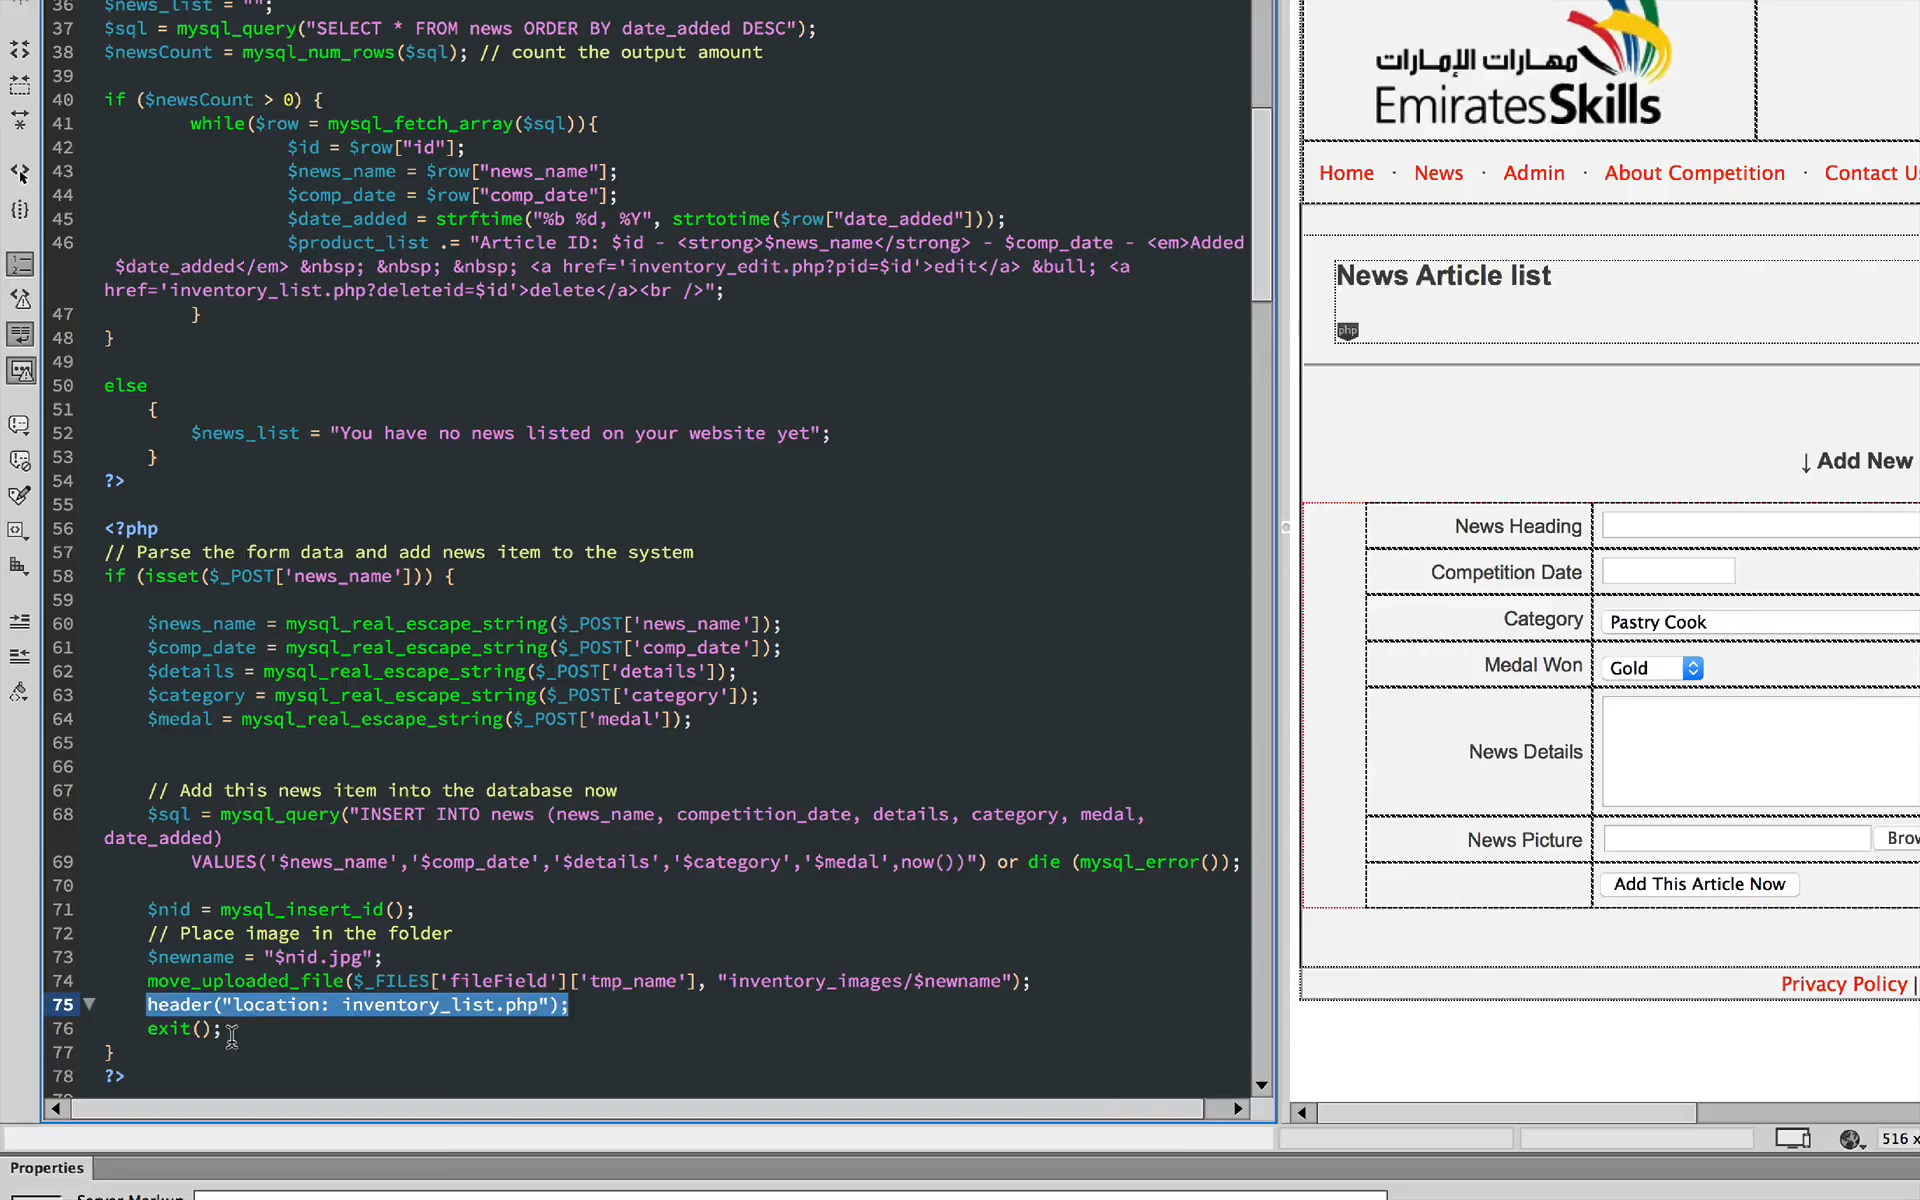 36 $news_list = "";
37 $sql = mysql_query("SELECT * FROM news ORDER BY date_added DESC");
38 $newsCount = mysql_num_rows($sql); // count the output amount
39
40 if ($newsCount > 0) {
41 while($row = mysql_fetch_array($sql)){
42 $id = $row["id"];
43 $news_name = $row["news_name"];
44 $comp_date = $row["comp_date"];
45 $date_added = strftime("%b %d, %Y", strtotime($row["date_added"]));
46 $product_list .= "Article ID: $id - <strong>$news_name</strong> - $comp_date - <em>Added
$date_added</em> &nbsp; &nbsp; &nbsp; <a href='inventory_edit.php?pid=$id'>edit</a> &bull; <a
href='inventory_list.php?deleteid=$id'>delete</a><br />";
47 }
48 }
49
50 else
51 {
52 $news_list = "You have no news listed on your website yet";
53 }
54 ?>
55
56 <?php
57 // Parse the form data and add news item to the system
58 if (isset($_POST['news_name'])) {
59
60 $news_name = mysql_real_escape_string($_POST['news_name']);
61 $comp_date = mysql_real_escape_string($_POST['comp_date']);
62 $details = mysql_real_escape_string($_POST['details']);
63 $category = mysql_real_escape_string($_POST['category']);
64 $medal = mysql_real_escape_string($_POST['medal']);
65
66
67 // Add this news item into the database now
68 $sql = mysql_query("INSERT INTO news (news_name, competition_date, details, category, medal,
date_added)
69 VALUES('$news_name','$comp_date','$details','$category','$medal',now())") or die (mysql_error());
70
71 $nid = mysql_insert_id();
72 // Place image in the folder
73 $newname = "$nid.jpg";
74 move_uploaded_file($_FILES['fileField']['tmp_name'], "inventory_images/$newname");
75 header("location: inventory_list.php");
76 exit();
77 }
78 ?>
مهارات الإمارات
EmiratesSkills
Home · News · Admin · About Competition · Contact U
News Article list
php
↓ Add New
News Heading
Competition Date
Category Pastry Cook
Medal Won Gold
News Details
News Picture Brow
Add This Article Now
Privacy Policy |
516 x
Properties
Server Markup